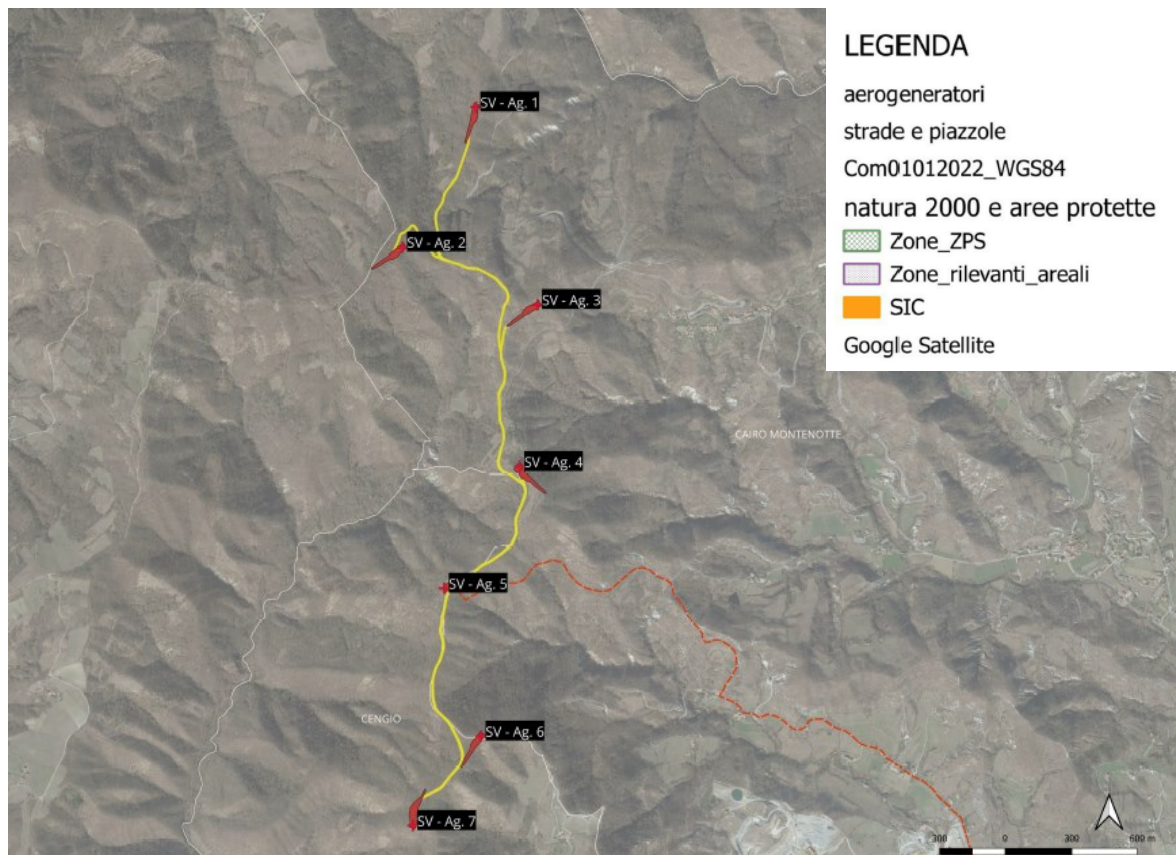 LEGENDA
aerogeneratori
strade e piazzole
Com01012022_WGS84
natura 2000 e aree protette
Zone_ZPS
Zone_rilevanti_areali
SIC
Google Satellite
SV - Ag. 1
SV - Ag. 2
SV - Ag. 3
CAIRO MONTENOTTE
SV - Ag. 4
SV - Ag. 5
CENGIO
SV - Ag. 6
SV - Ag. 7
300 0 300 600 m